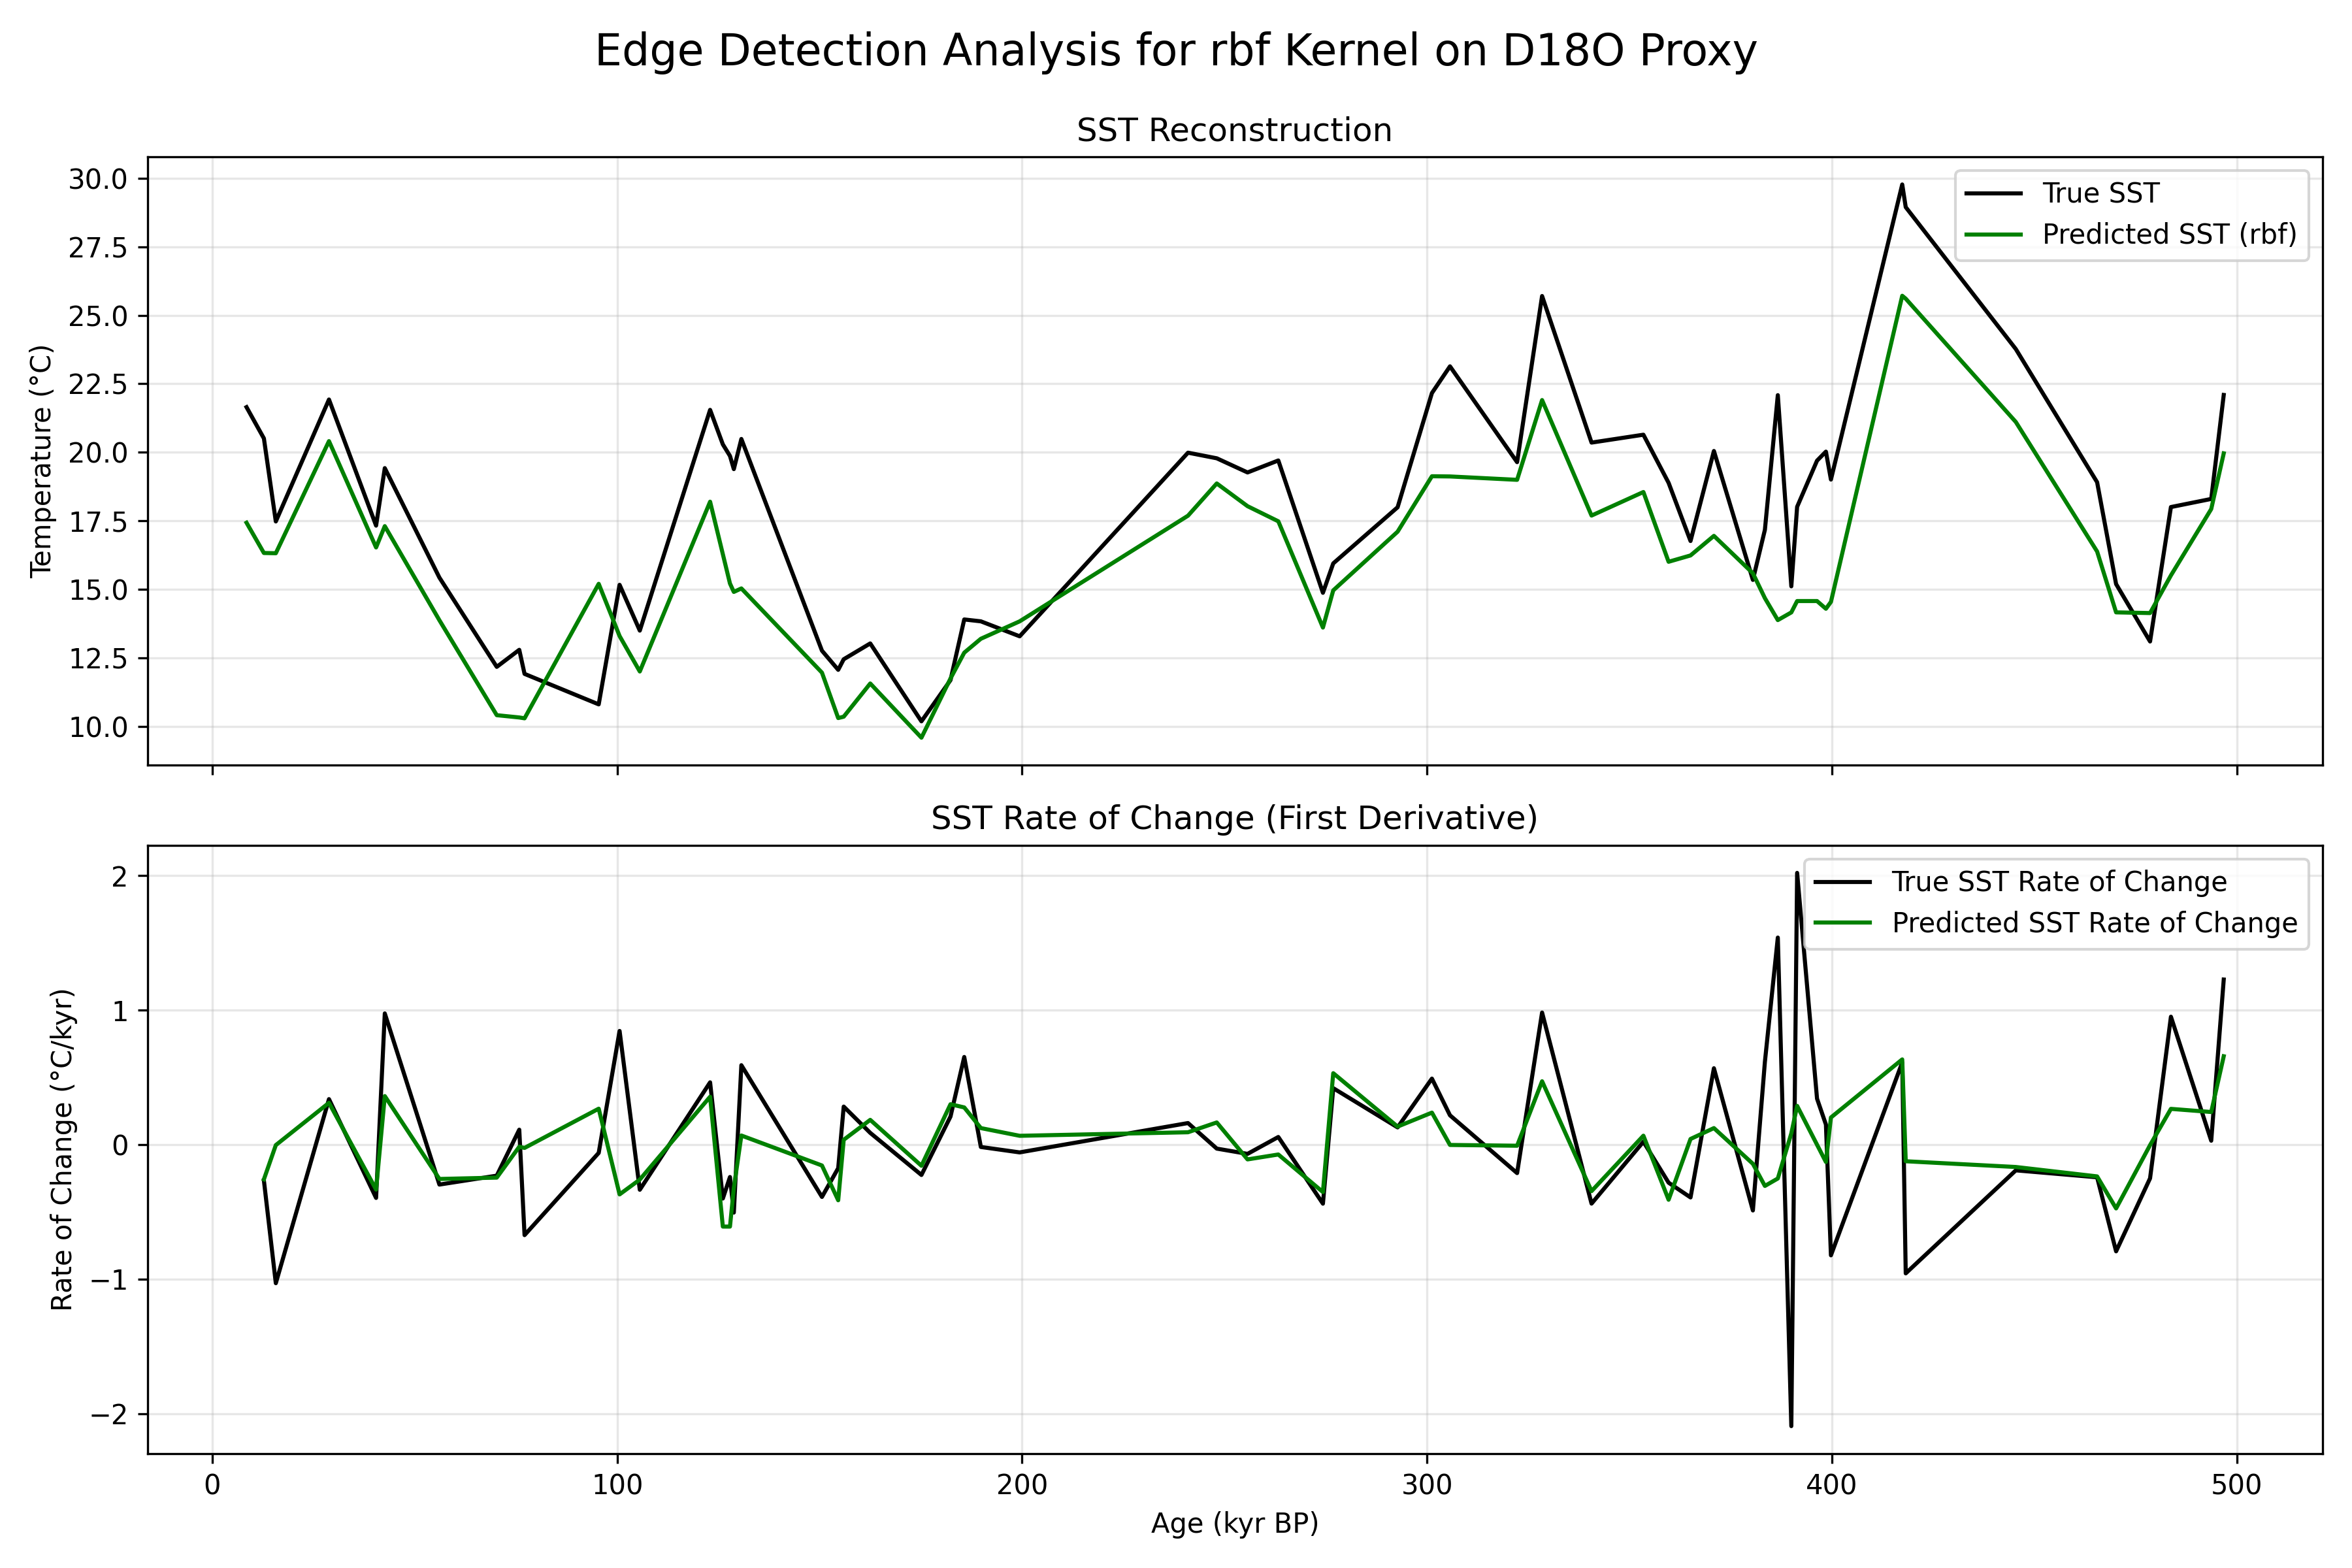 Edge Detection Analysis for rbf Kernel on D18O Proxy
SST Reconstruction
Temperature (°C)
30.0
27.5
25.0
22.5
20.0
17.5
15.0
12.5
10.0
True SST
Predicted SST (rbf)
SST Rate of Change (First Derivative)
Rate of Change (°C/kyr)
2
1
0
−1
−2
True SST Rate of Change
Predicted SST Rate of Change
0
100
200
300
400
500
Age (kyr BP)